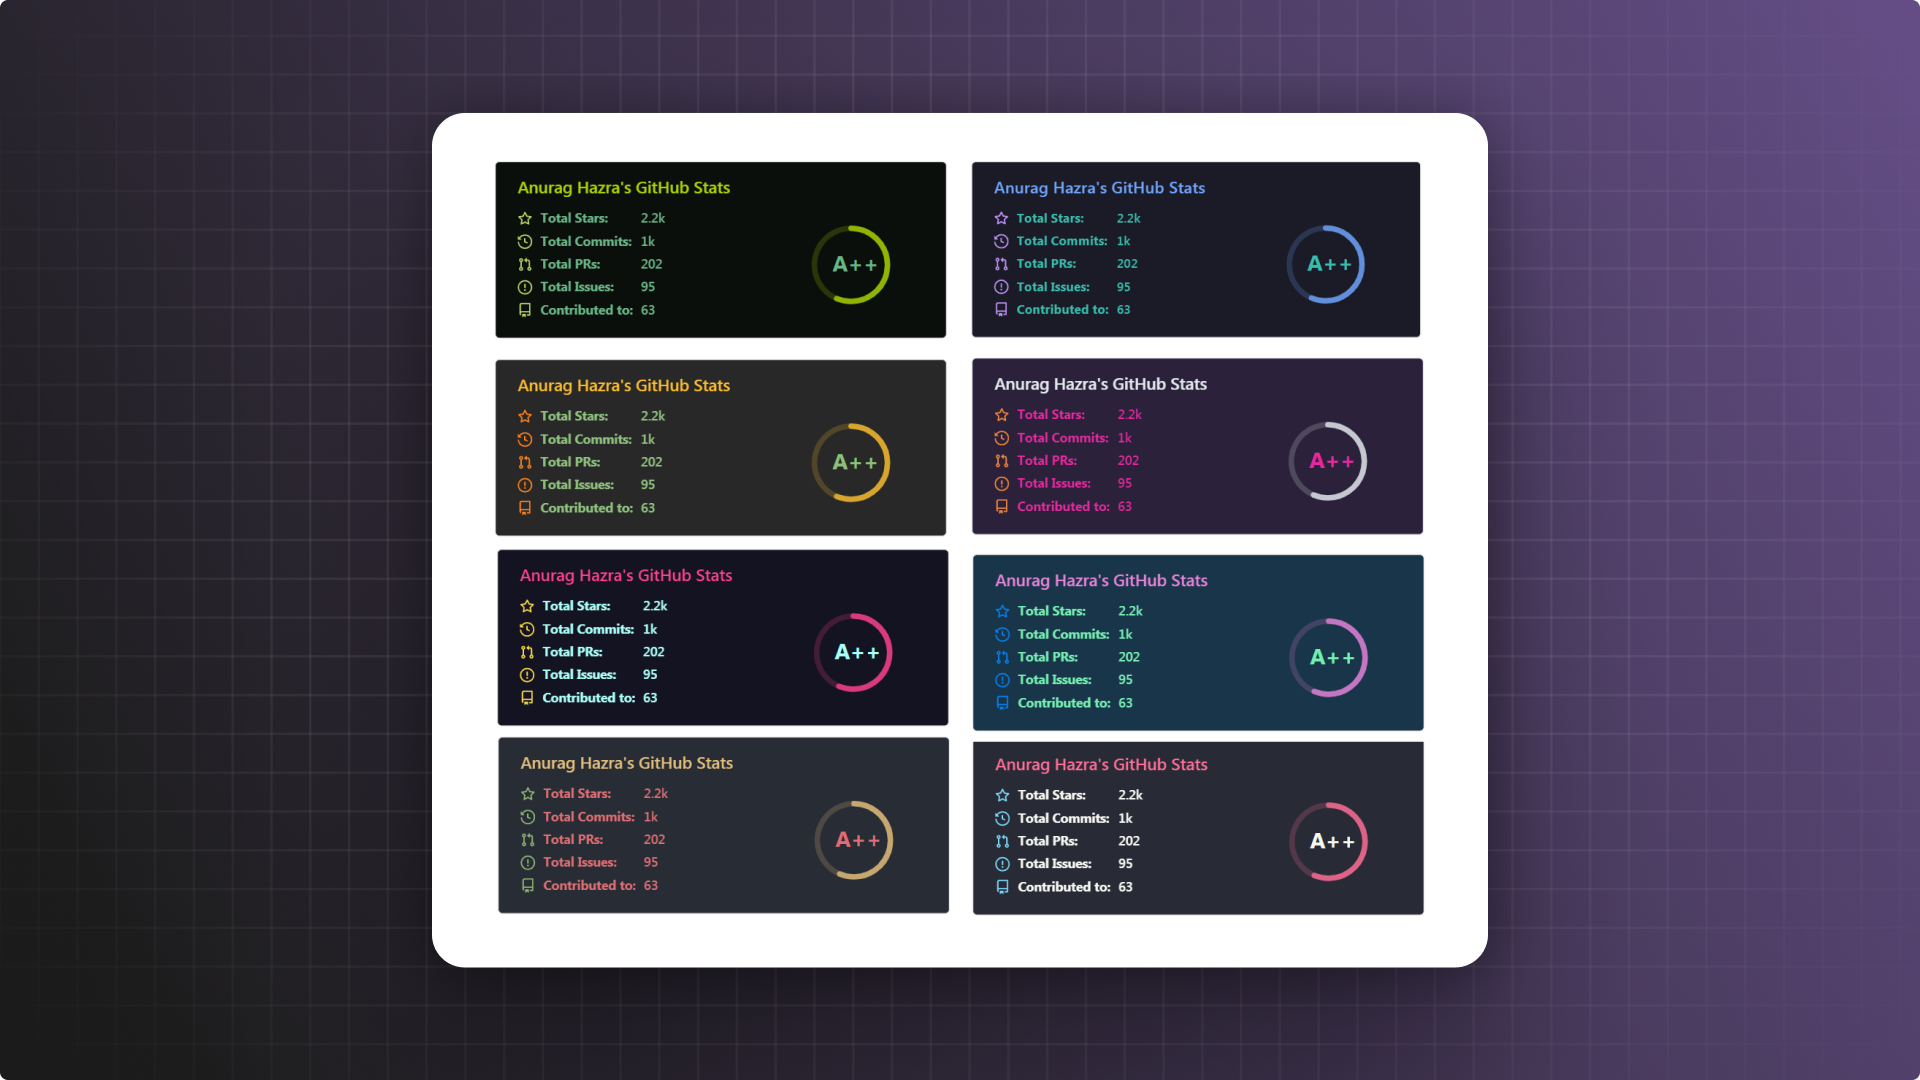 Anurag Hazra's GitHub Stats
Total Stars: 2.2k
Total Commits: 1k
Total PRs: 202
Total Issues: 95
Contributed to: 63
A++
Anurag Hazra's GitHub Stats
Total Stars: 2.2k
Total Commits: 1k
Total PRs: 202
Total Issues: 95
Contributed to: 63
A++
Anurag Hazra's GitHub Stats
Total Stars: 2.2k
Total Commits: 1k
Total PRs: 202
Total Issues: 95
Contributed to: 63
A++
Anurag Hazra's GitHub Stats
Total Stars: 2.2k
Total Commits: 1k
Total PRs: 202
Total Issues: 95
Contributed to: 63
A++
Anurag Hazra's GitHub Stats
Total Stars: 2.2k
Total Commits: 1k
Total PRs: 202
Total Issues: 95
Contributed to: 63
A++
Anurag Hazra's GitHub Stats
Total Stars: 2.2k
Total Commits: 1k
Total PRs: 202
Total Issues: 95
Contributed to: 63
A++
Anurag Hazra's GitHub Stats
Total Stars: 2.2k
Total Commits: 1k
Total PRs: 202
Total Issues: 95
Contributed to: 63
A++
Anurag Hazra's GitHub Stats
Total Stars: 2.2k
Total Commits: 1k
Total PRs: 202
Total Issues: 95
Contributed to: 63
A++